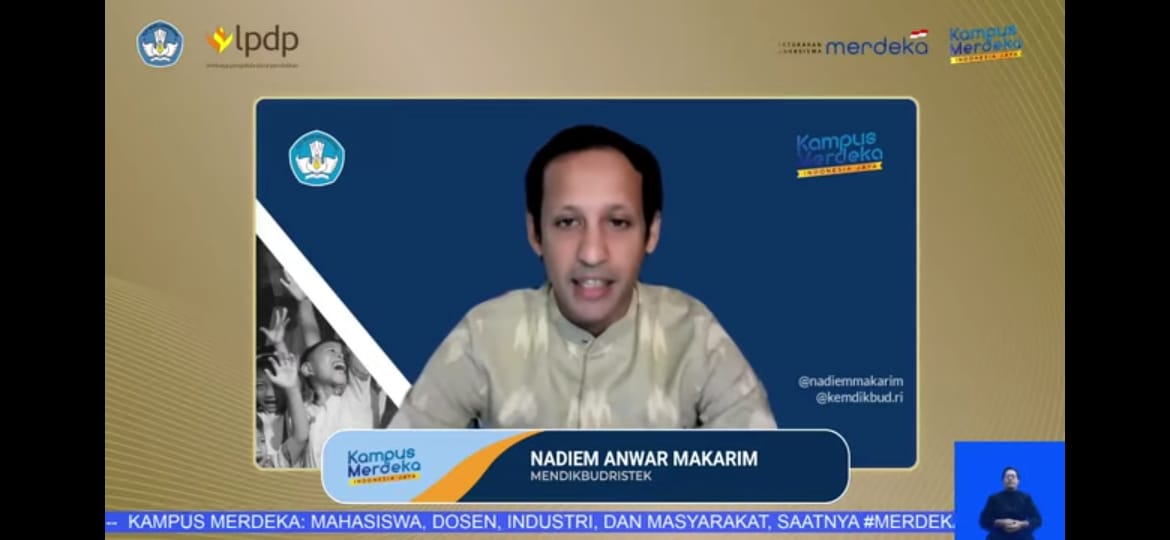 lpdp
merdeka
Kampus
Merdeka
INDONESIA JAYA
Kampus
Merdeka
INDONESIA JAYA
@nadiemmakarim
@kemdikbud.ri
Kampus
Merdeka
INDONESIA JAYA
NADIEM ANWAR MAKARIM
MENDIKBUDRISTEK
KAMPUS MERDEKA: MAHASISWA, DOSEN, INDUSTRI, DAN MASYARAKAT, SAATNYA #MERDEKA